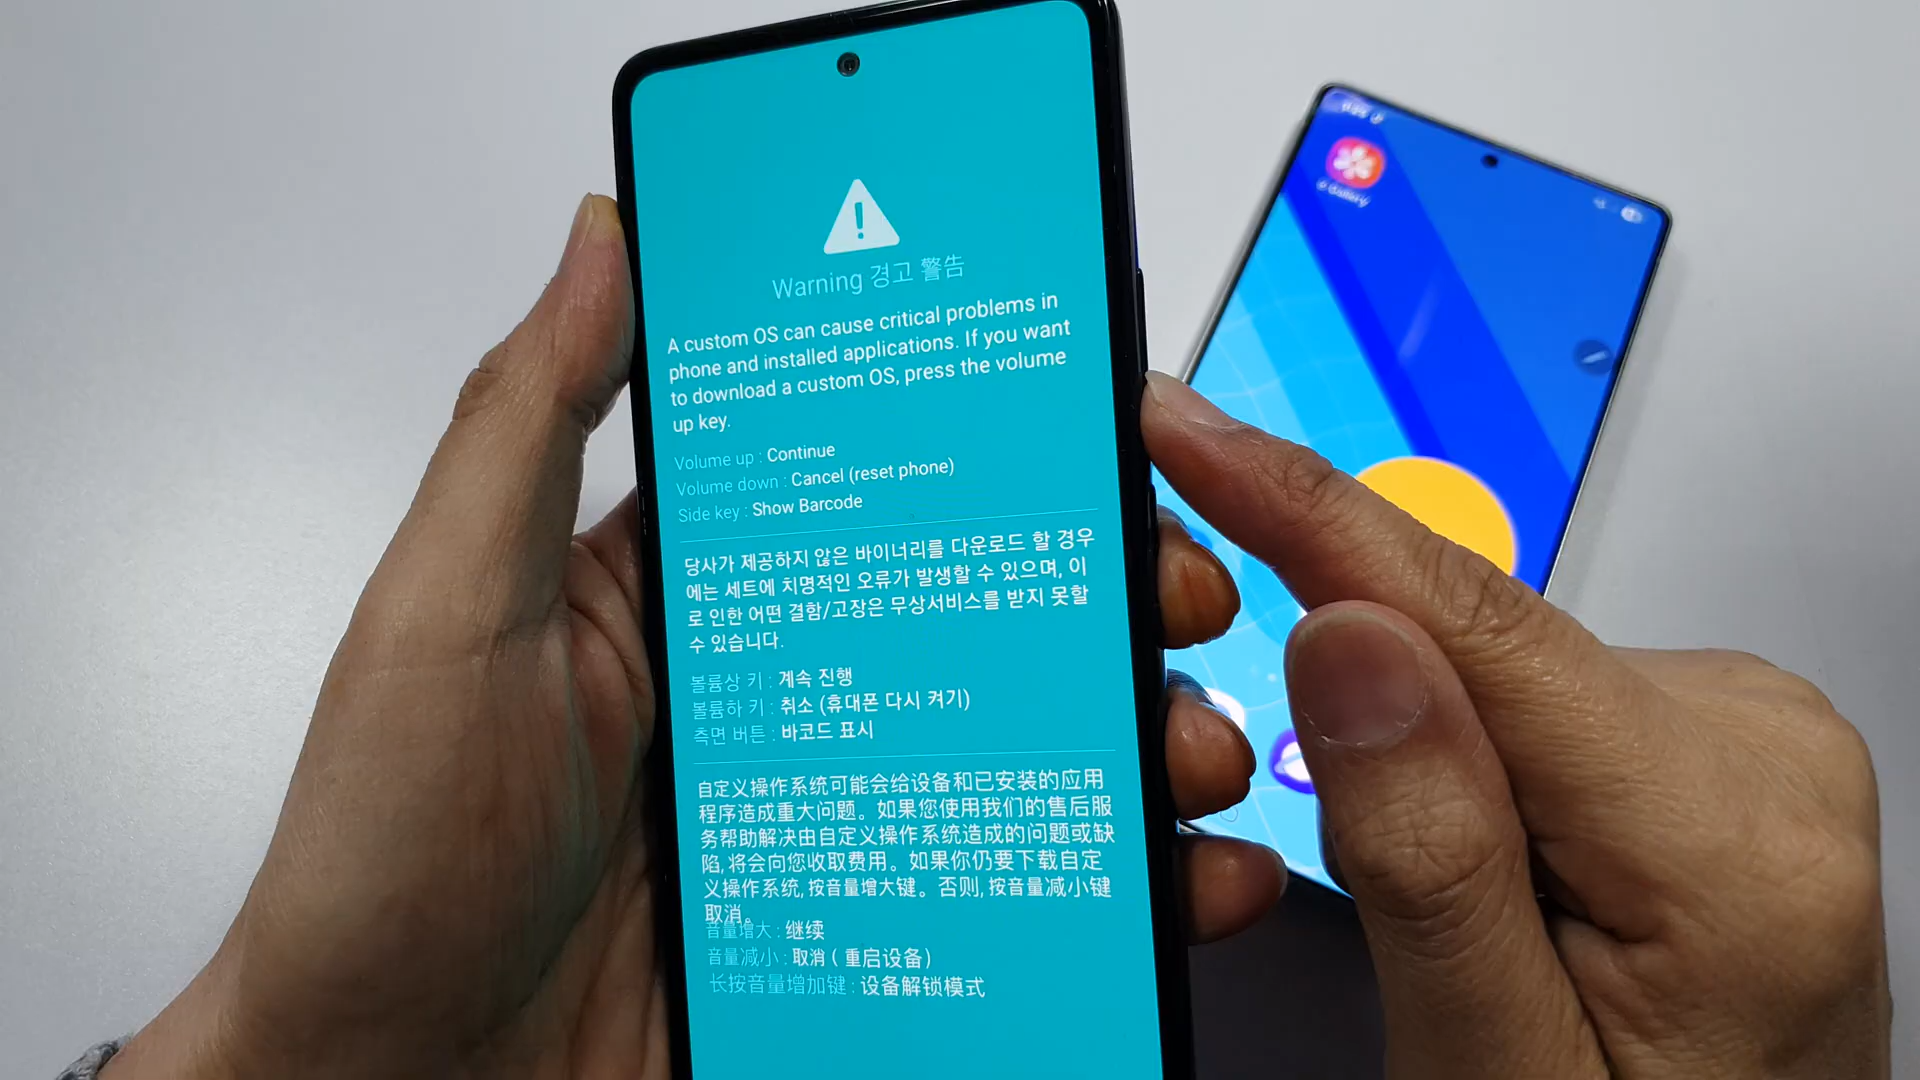 Warning 경고 警告
A custom OS can cause critical problems in
phone and installed applications. If you want
to download a custom OS, press the volume
up key.
Volume up : Continue
Volume down : Cancel (reset phone)
Side key : Show Barcode
당사가 제공하지 않은 바이너리를 다운로드 할 경우
에는 세트에 치명적인 오류가 발생할 수 있으며, 이
로 인한 어떤 결함/고장은 무상서비스를 받지 못할
수 있습니다.
볼륨상 키 : 계속 진행
볼륨하 키 : 취소 (휴대폰 다시 켜기)
측면 버튼 : 바코드 표시
自定义操作系统可能会给设备和已安装的应用
程序造成重大问题。如果您使用我们的售后服
务帮助解决由自定义操作系统造成的问题或缺
陷, 将会向您收取费用。如果你仍要下载自定
义操作系统, 按音量增大键。否则, 按音量减小键
取消。
音量增大 : 继续
音量减小 : 取消 ( 重启设备)
长按音量增加键 : 设备解锁模式
Gallery